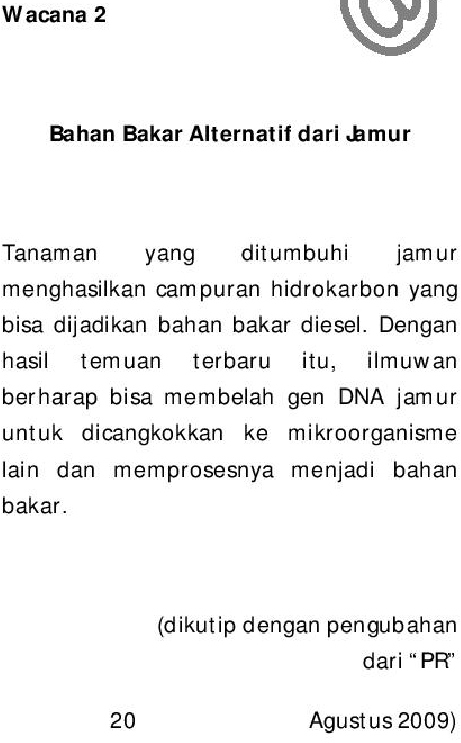 Wacana 2
Bahan Bakar Alternatif dari Jamur
Tanaman yang ditumbuhi jamur
menghasilkan campuran hidrokarbon yang
bisa dijadikan bahan bakar diesel. Dengan
hasil temuan terbaru itu, ilmuwan
berharap bisa membelah gen DNA jamur
untuk dicangkokkan ke mikroorganisme
lain dan memprosesnya menjadi bahan
bakar.
(dikutip dengan pengubahan
dari “PR”
20 Agustus 2009)